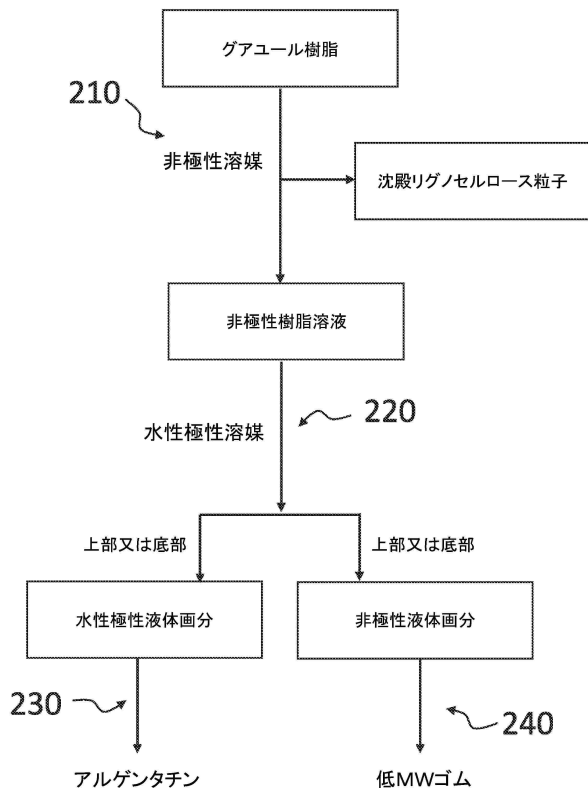 グアユール樹脂
210
非極性溶媒
沈殿リグノセルロース粒子
非極性樹脂溶液
220
水性極性溶媒
上部又は底部
上部又は底部
水性極性液体画分
非極性液体画分
230
240
アルゲンタチン
低MWゴム